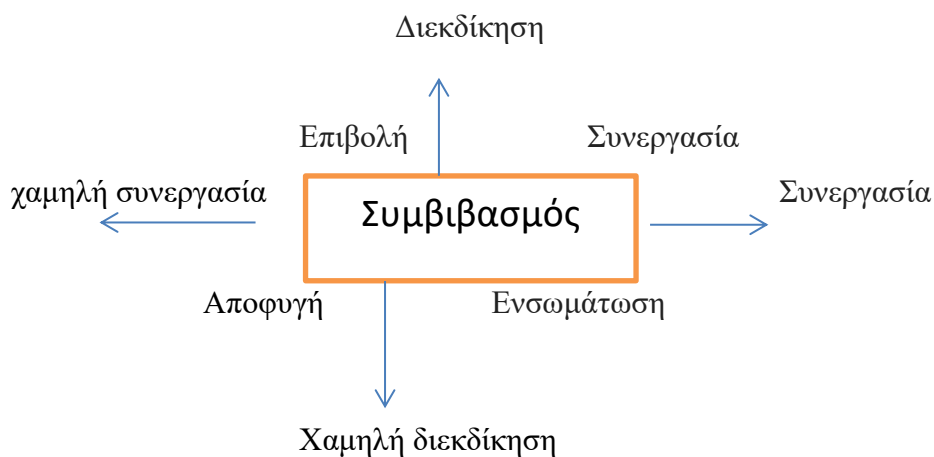 Διεκδίκηση
Επιβολή Συνεργασία
χαμηλή συνεργασία Συμβιβασμός Συνεργασία
Αποφυγή Ενσωμάτωση
Χαμηλή διεκδίκηση